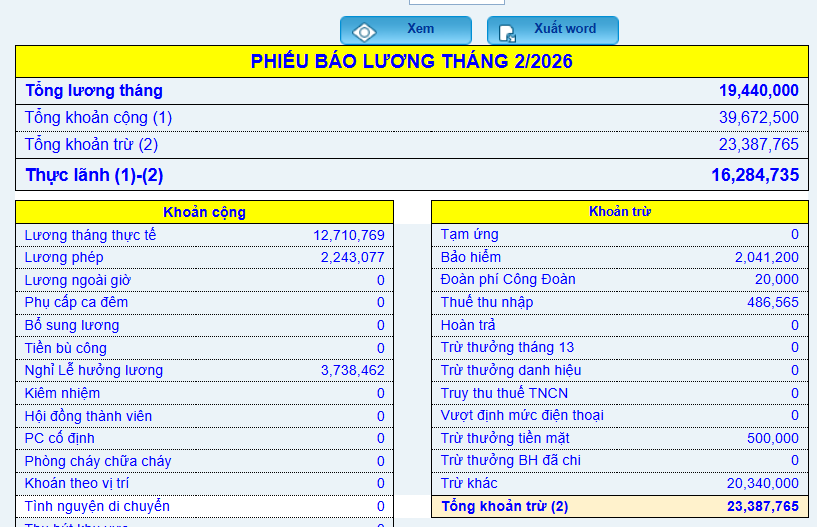 Xem
Xuất word
PHIẾU BÁO LƯƠNG THÁNG 2/2026
Tổng lương tháng 19,440,000
Tổng khoản cộng (1) 39,672,500
Tổng khoản trừ (2) 23,387,765
Thực lãnh (1)-(2) 16,284,735
Khoản cộng
Lương tháng thực tế 12,710,769
Lương phép 2,243,077
Lương ngoài giờ 0
Phụ cấp ca đêm 0
Bổ sung lương 0
Tiền bù công 0
Nghỉ Lễ hưởng lương 3,738,462
Kiêm nhiệm 0
Hội đồng thành viên 0
PC cố định 0
Phòng cháy chữa cháy 0
Khoán theo vị trí 0
Tình nguyện di chuyển 0
Khoản trừ
Tạm ứng 0
Bảo hiểm 2,041,200
Đoàn phí Công Đoàn 20,000
Thuế thu nhập 486,565
Hoàn trả 0
Trừ thưởng tháng 13 0
Trừ thưởng danh hiệu 0
Truy thu thuế TNCN 0
Vượt định mức điện thoại 0
Trừ thưởng tiền mặt 500,000
Trừ thưởng BH đã chi 0
Trừ khác 20,340,000
Tổng khoản trừ (2) 23,387,765